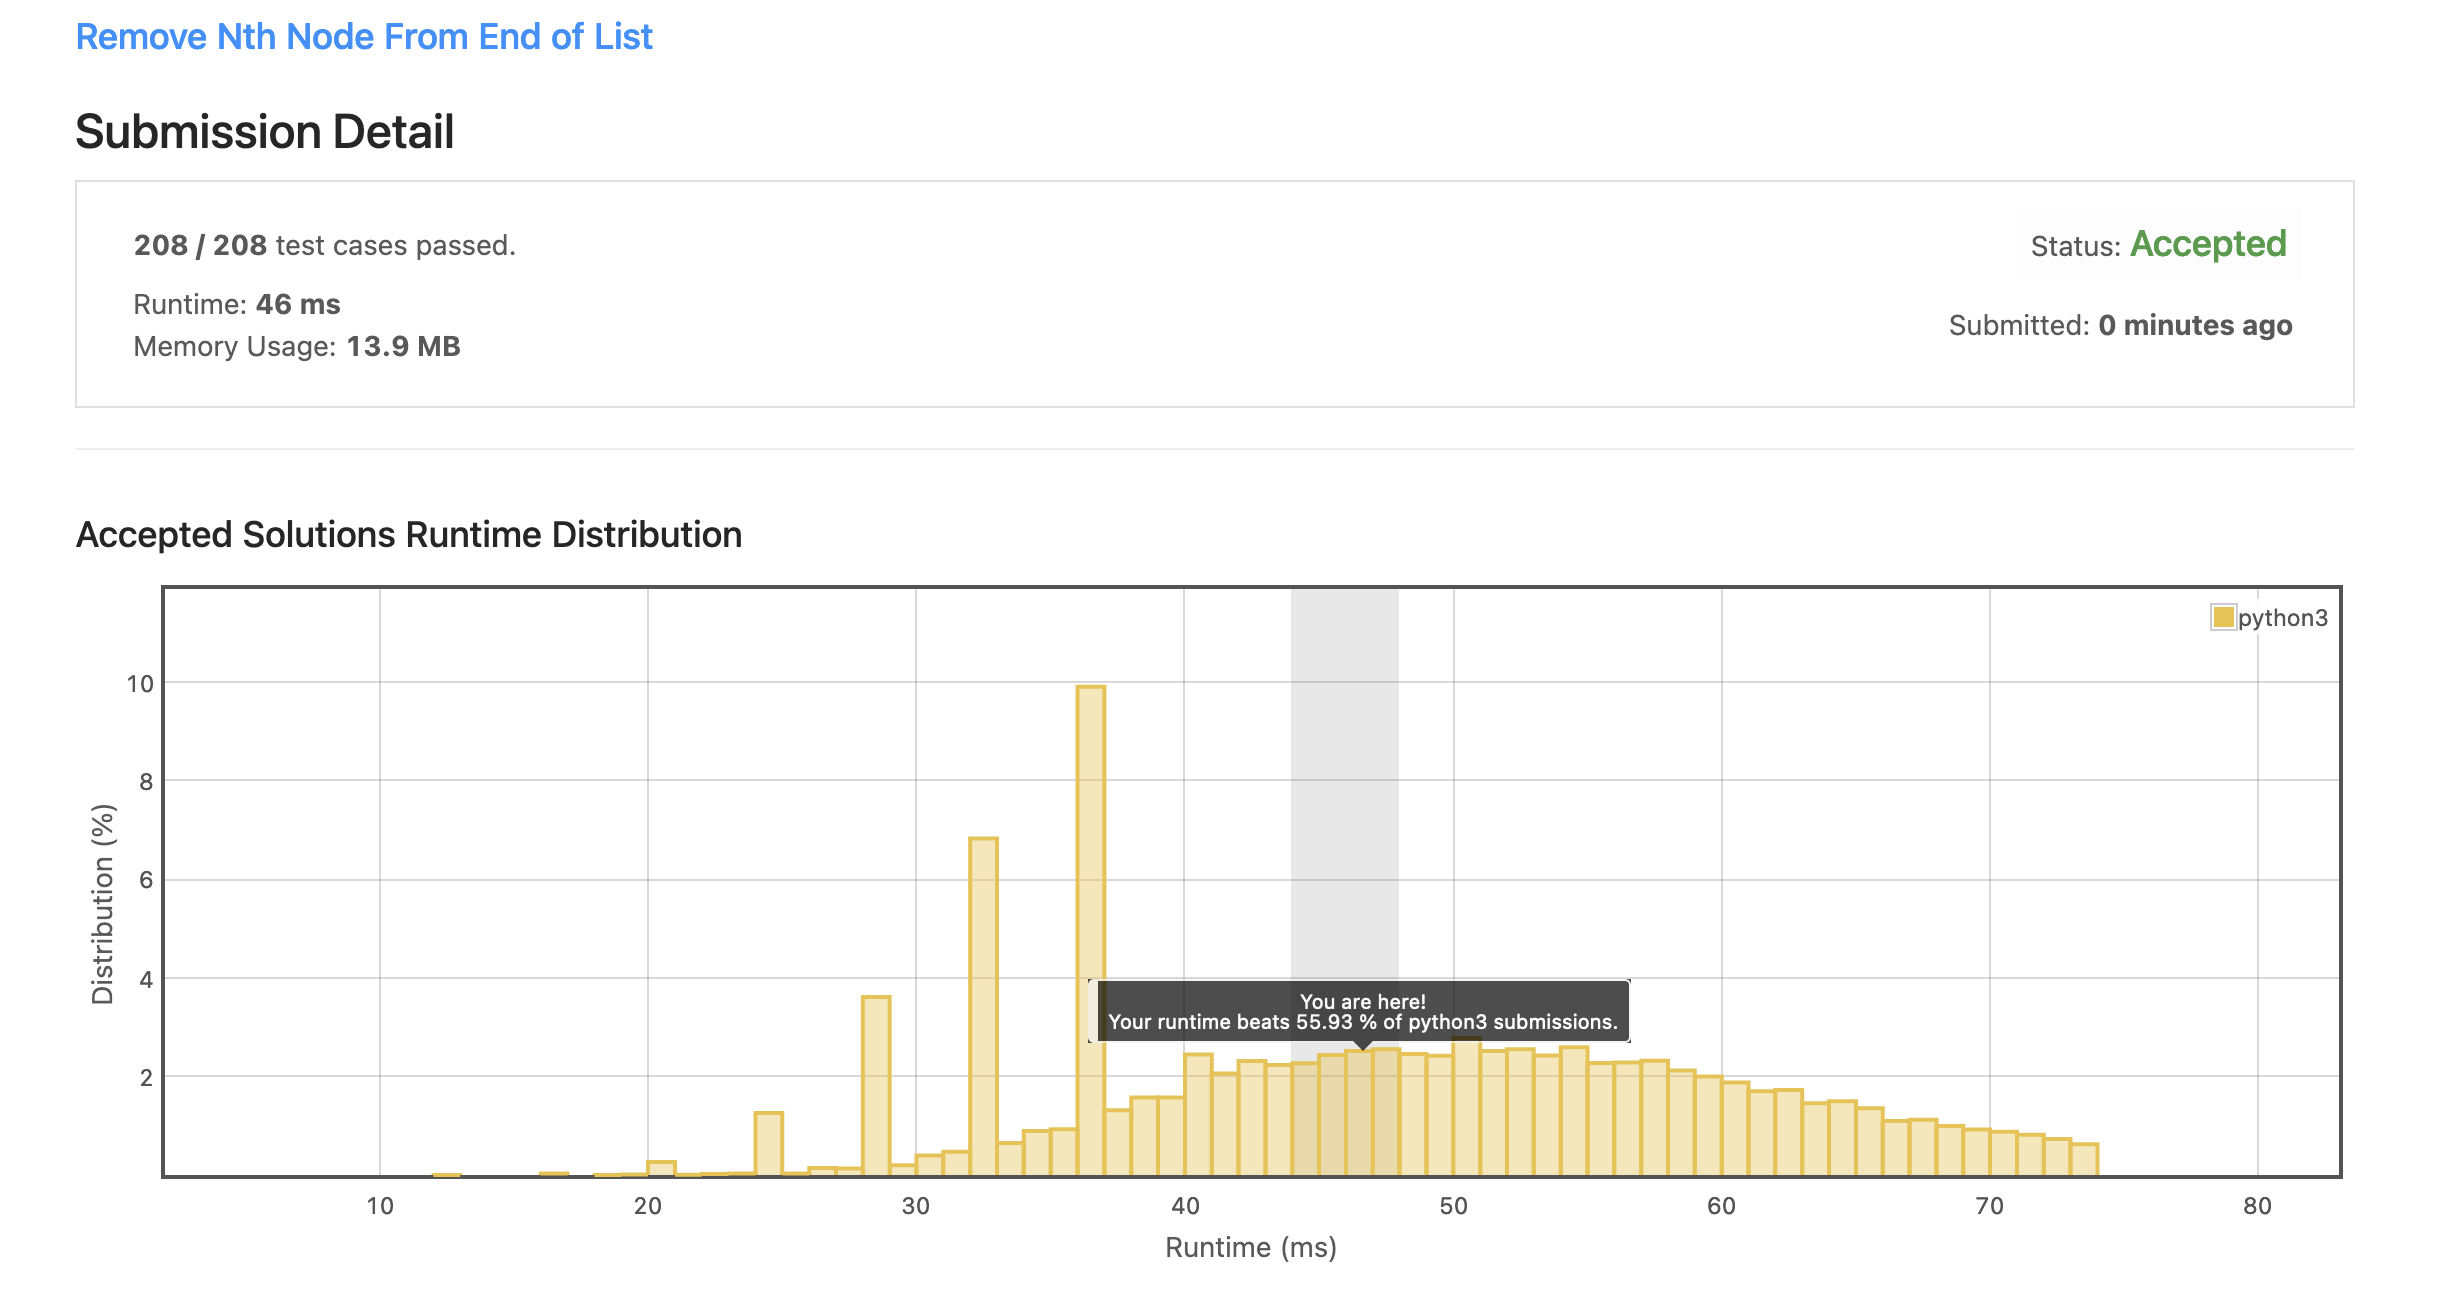 Remove Nth Node From End of List
Submission Detail
208 / 208 test cases passed.
Status: Accepted
Runtime: 46 ms
Submitted: 0 minutes ago
Memory Usage: 13.9 MB
Accepted Solutions Runtime Distribution
python3
10
8
6
4
2
Distribution (%)
You are here!
Your runtime beats 55.93 % of python3 submissions.
10 20 30 40 50 60 70 80
Runtime (ms)